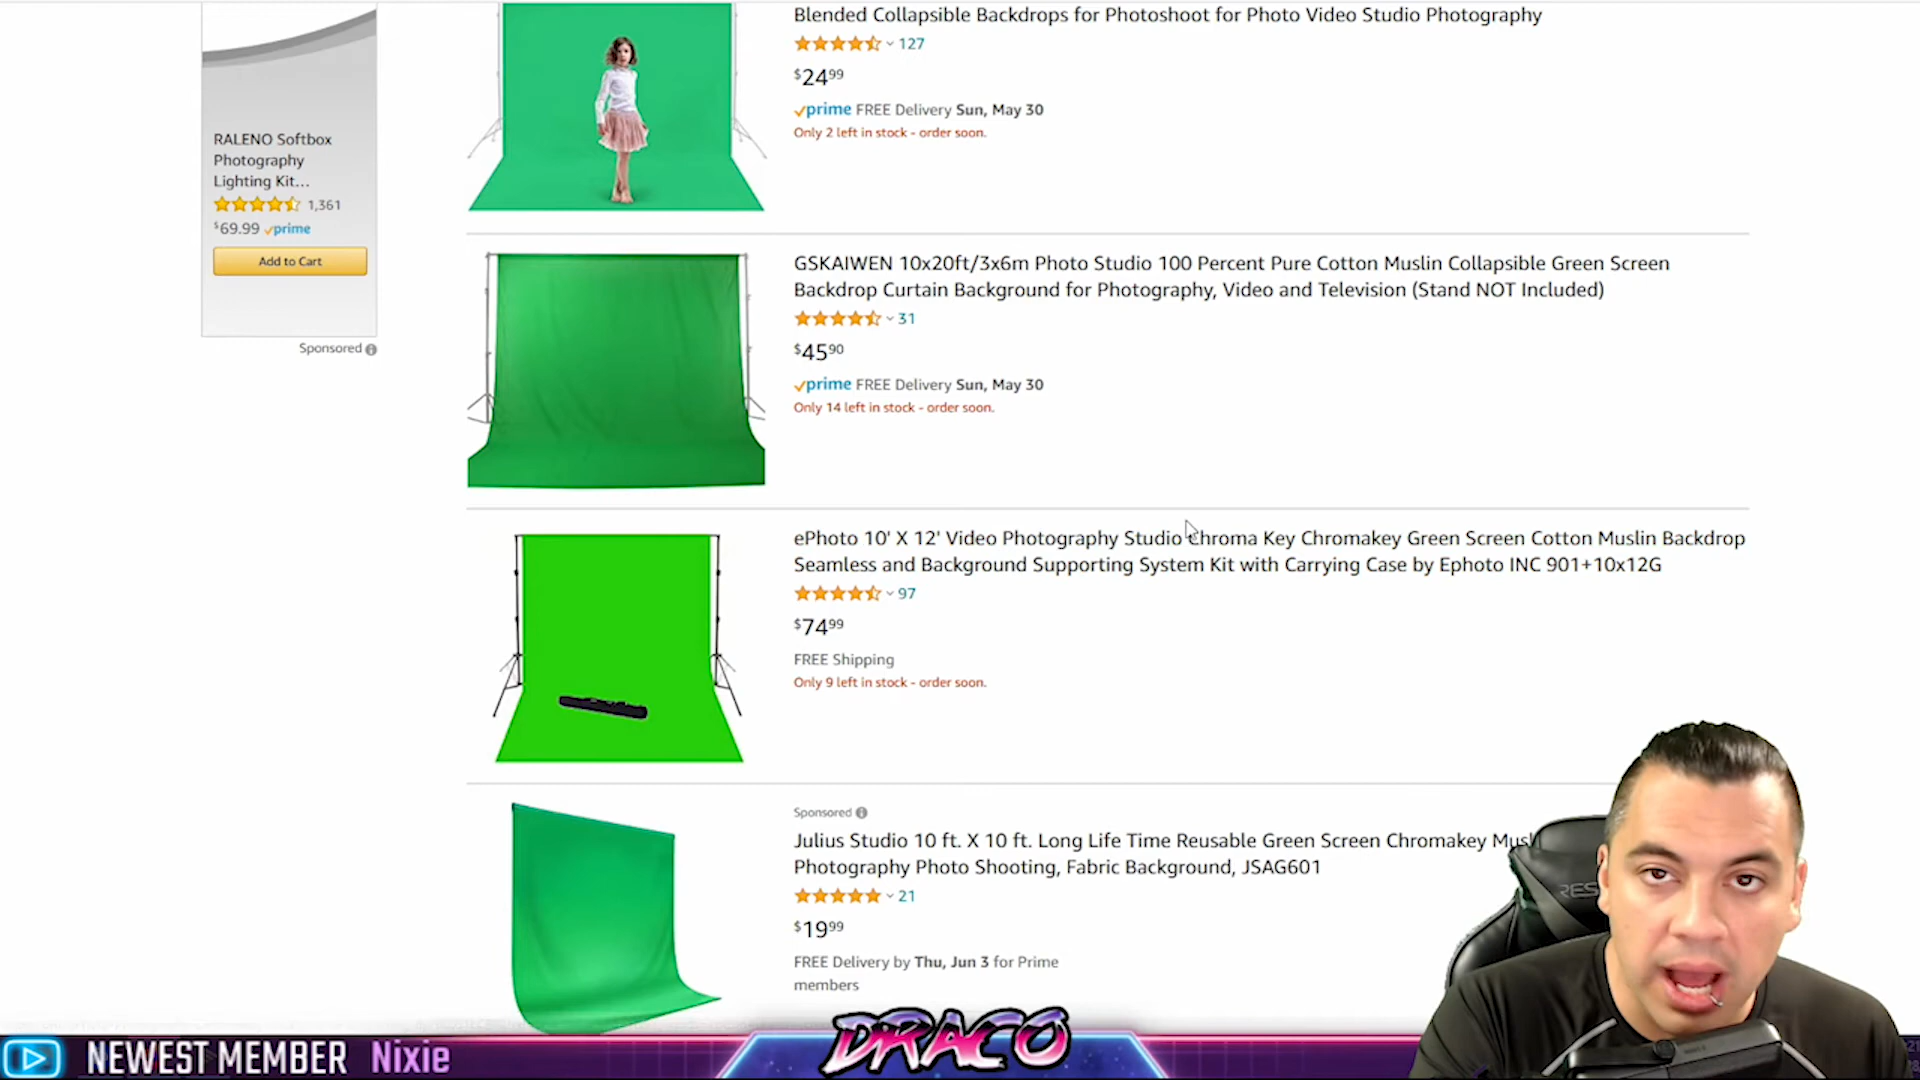 Blended Collapsible Backdrops for Photoshoot for Photo Video Studio Photography
127
$24.99
prime FREE Delivery Sun, May 30
Only 2 left in stock - order soon.
RALENO Softbox
Photography
Lighting Kit...
1,361
$69.99 prime
Add to Cart
Sponsored
GSKAIWEN 10x20ft/3x6m Photo Studio 100 Percent Pure Cotton Muslin Collapsible Green Screen
Backdrop Curtain Background for Photography, Video and Television (Stand NOT Included)
31
$45.90
prime FREE Delivery Sun, May 30
Only 14 left in stock - order soon.
ePhoto 10' X 12' Video Photography Studio Chroma Key Chromakey Green Screen Cotton Muslin Backdrop
Seamless and Background Supporting System Kit with Carrying Case by Ephoto INC 901+10x12G
97
$74.99
FREE Shipping
Only 9 left in stock - order soon.
Sponsored
Julius Studio 10 ft. X 10 ft. Long Life Time Reusable Green Screen Chromakey
Photography Photo Shooting, Fabric Background, JSAG601
21
$19.99
FREE Delivery by Thu, Jun 3 for Prime
members
DRACO
NEWEST MEMBER Nixie